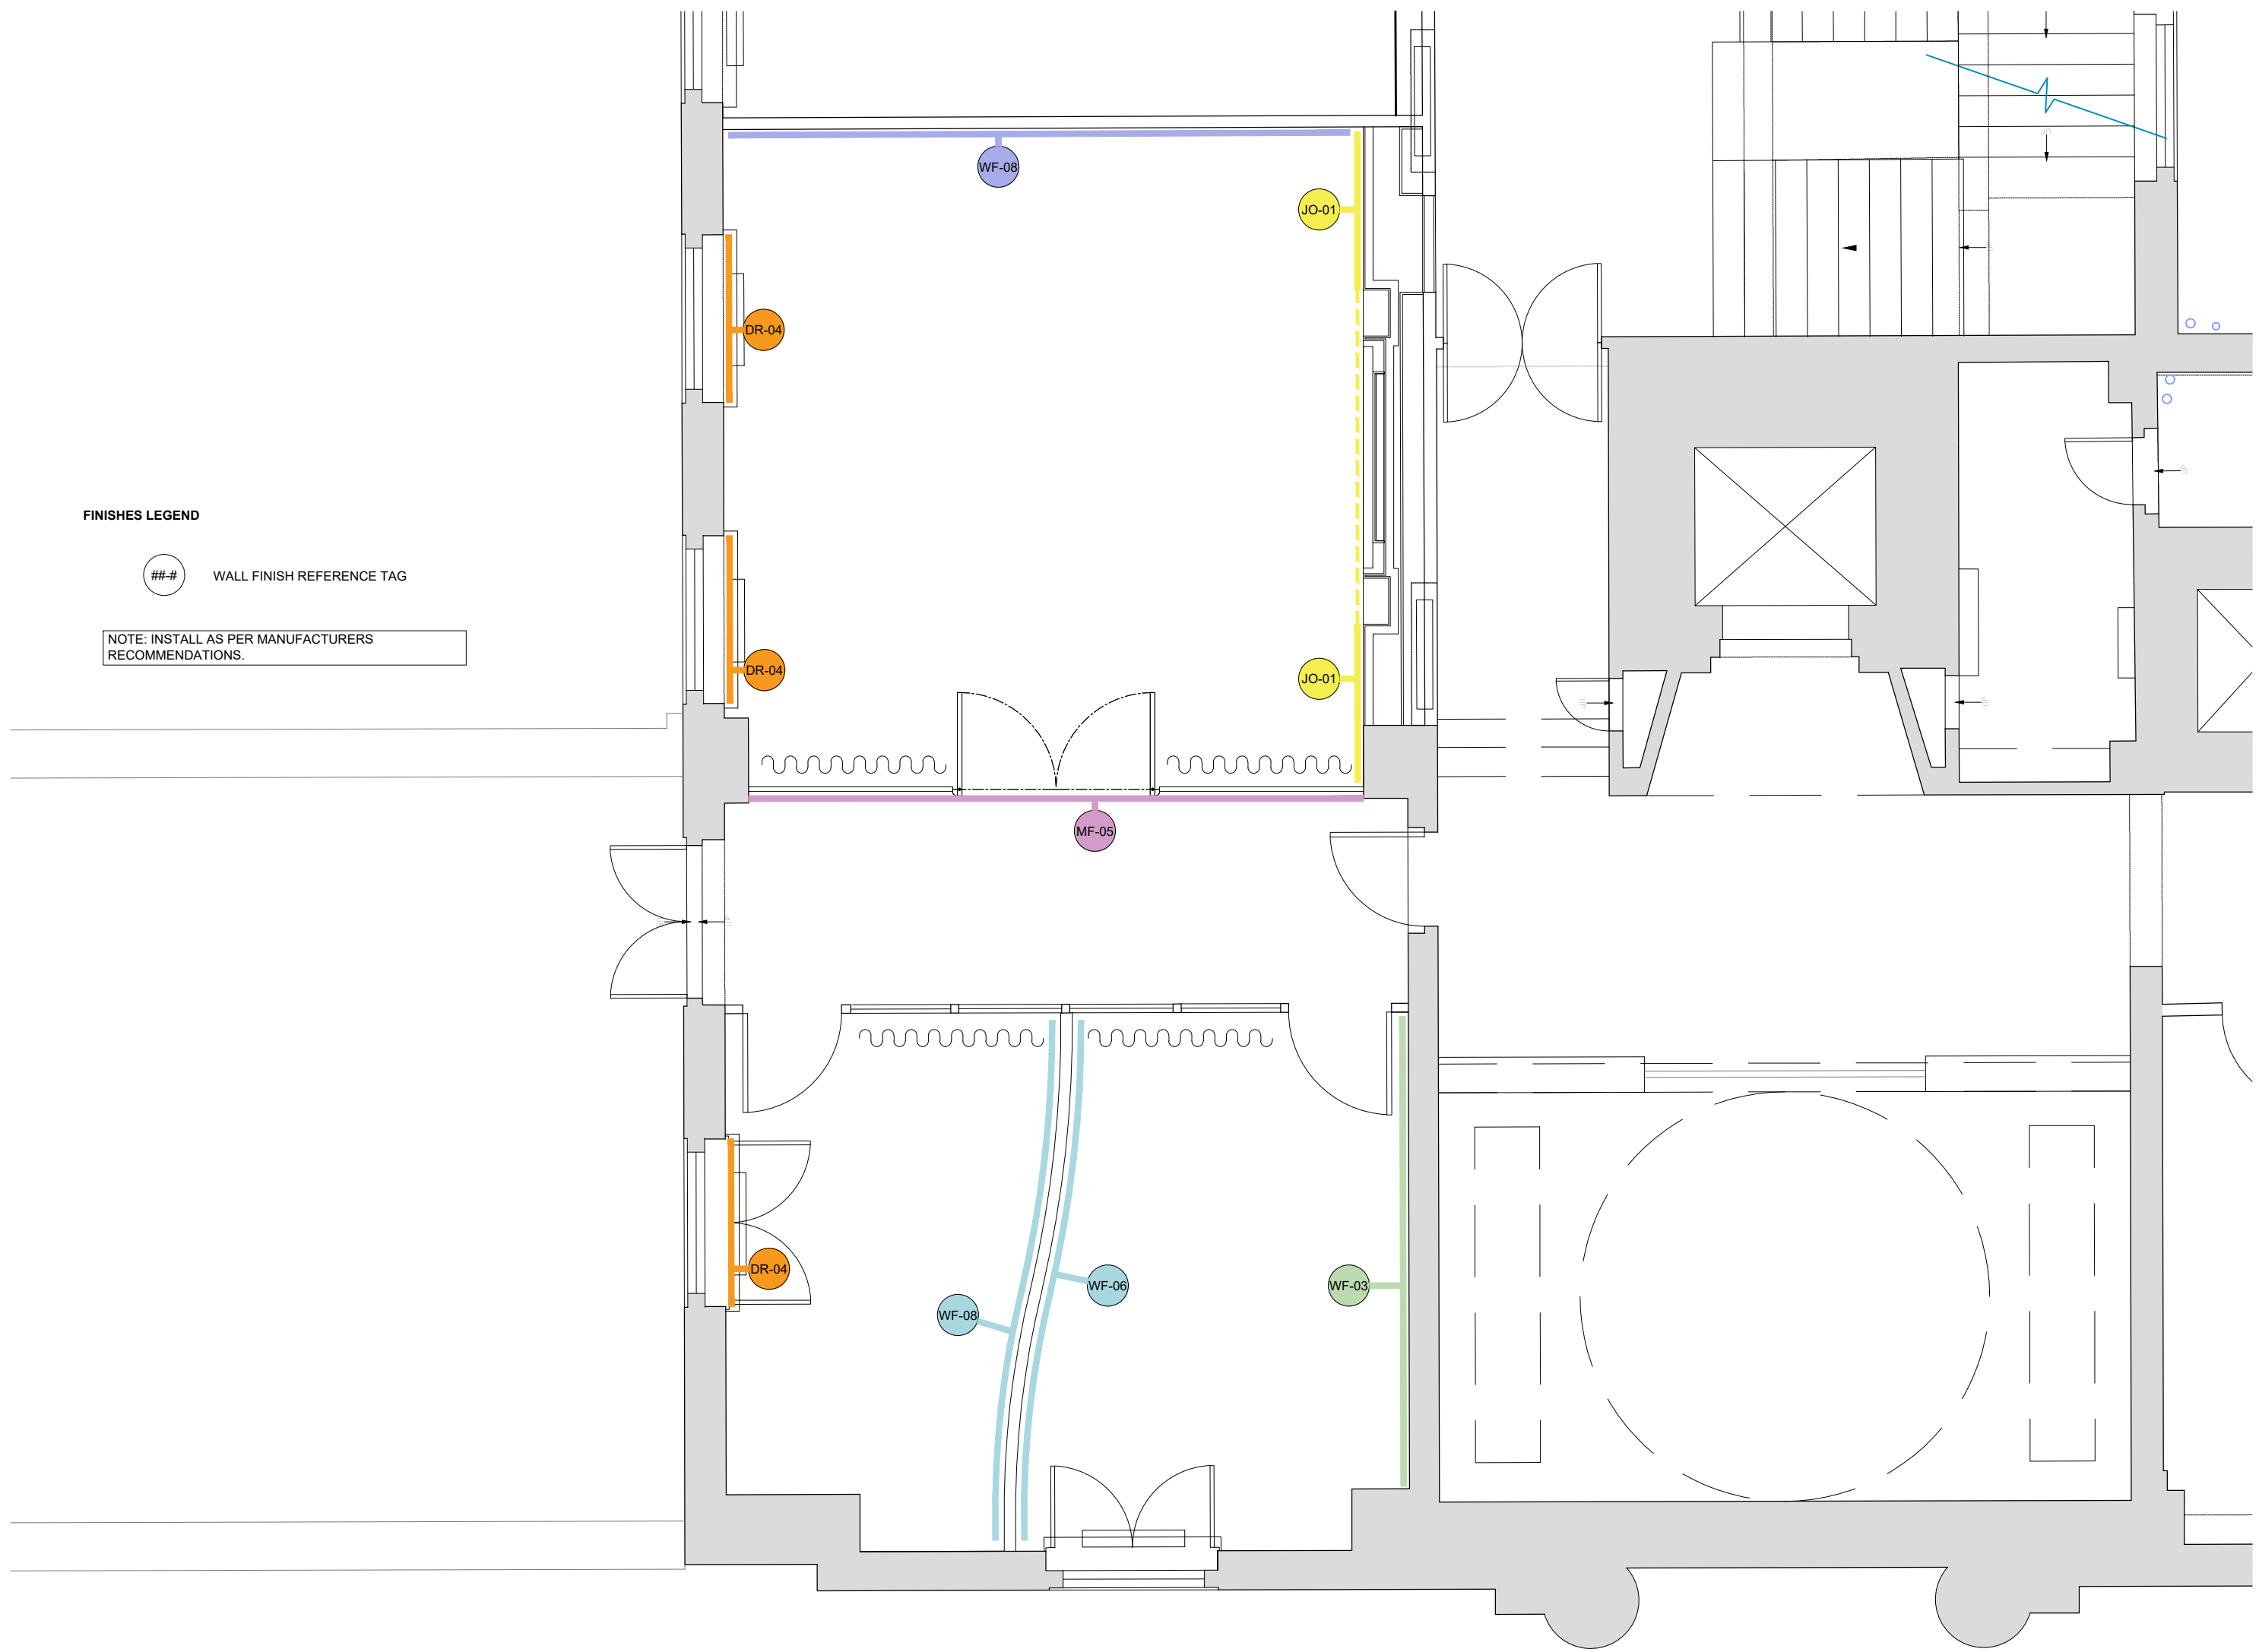 WF-08
JO-01
DR-04
FINISHES LEGEND
##-# WALL FINISH REFERENCE TAG
NOTE: INSTALL AS PER MANUFACTURERS
RECOMMENDATIONS.
DR-04
JO-01
MF-05
DR-04
WF-06
WF-03
WF-08